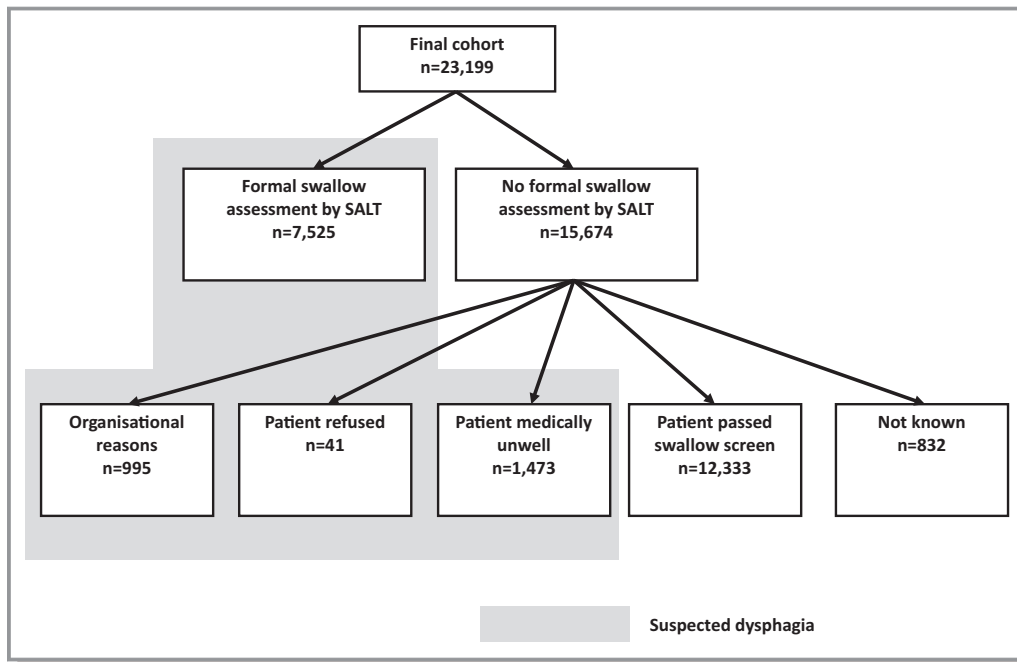 Final cohort
n=23,199
Formal swallow
assessment by SALT
n=7,525
No formal swallow
assessment by SALT
n=15,674
Organisational
reasons
n=995
Patient refused
n=41
Patient medically
unwell
n=1,473
Patient passed
swallow screen
n=12,333
Not known
n=832
Suspected dysphagia